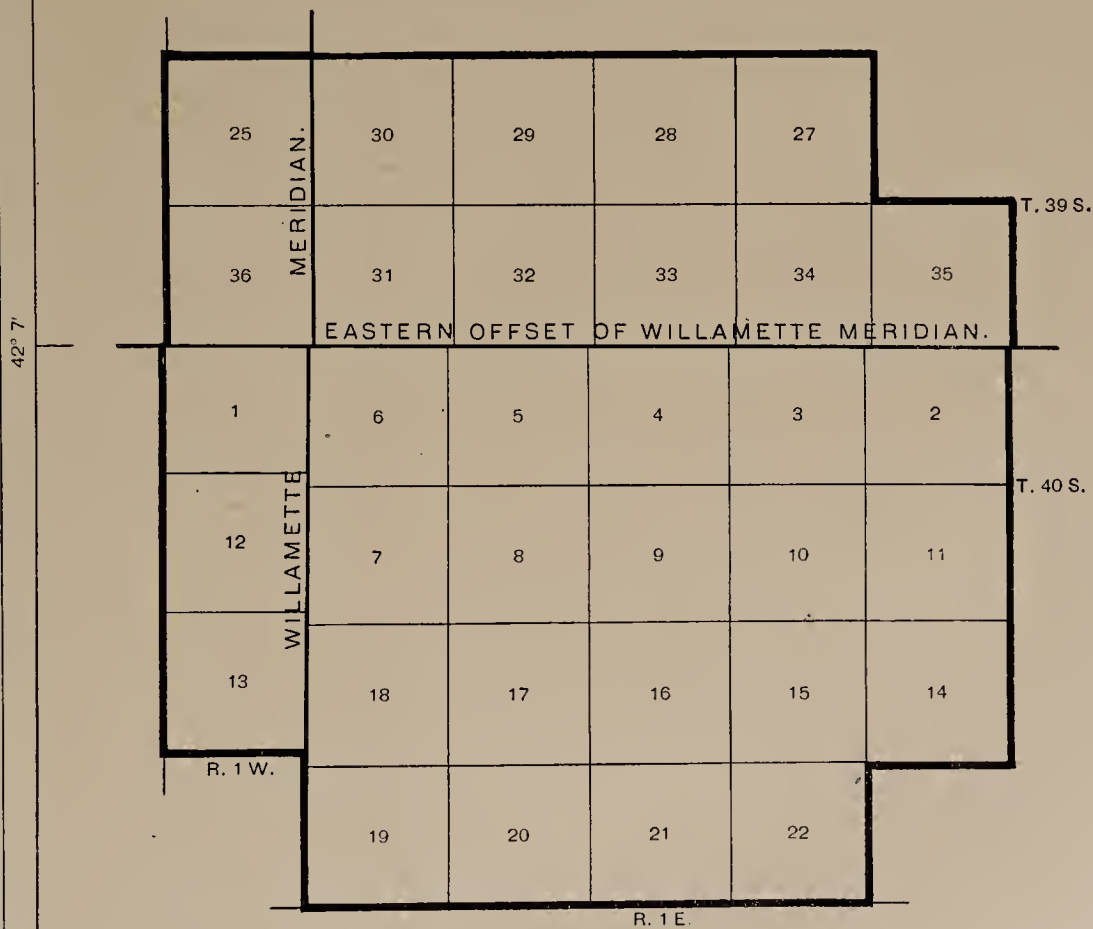 25 30 29 28 27
MERIDIAN.
T. 39 S.
36 31 32 33 34 35
EASTERN OFFSET OF WILLAMETTE MERIDIAN.
42° 7'
1 6 5 4 3 2
WILLAMETTE
T. 40 S.
12 7 8 9 10 11
13 18 17 16 15 14
R. 1 W.
19 20 21 22
R. 1 E.